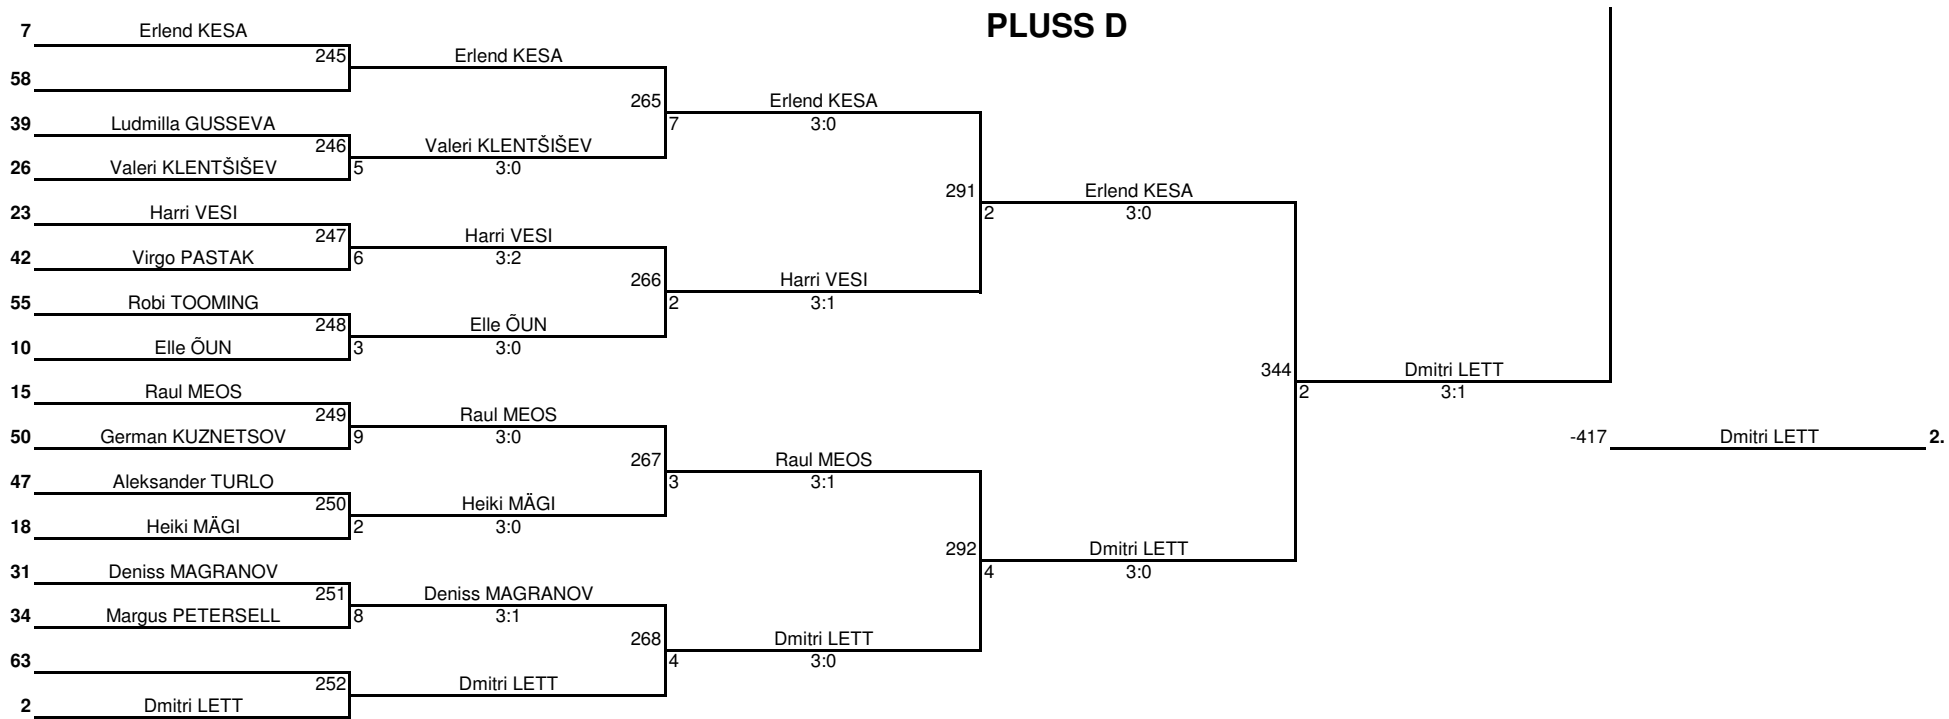 PLUSS D
7 Erlend KESA
245 Erlend KESA
58
265 Erlend KESA
7 3:0
39 Ludmilla GUSSEVA
246 Valeri KLENTŠIŠEV
26 Valeri KLENTŠIŠEV 5 3:0
291 Erlend KESA
2 3:0
23 Harri VESI
247 Harri VESI
42 Virgo PASTAK 6 3:2
266 Harri VESI
2 3:1
55 Robi TOOMING
248 Elle ÕUN
10 Elle ÕUN 3 3:0
344 Dmitri LETT
2 3:1
15 Raul MEOS
249 Raul MEOS
50 German KUZNETSOV 9 3:0
-417 Dmitri LETT 2.
267 Raul MEOS
3 3:1
47 Aleksander TURLO
250 Heiki MÄGI
18 Heiki MÄGI 2 3:0
292 Dmitri LETT
4 3:0
31 Deniss MAGRANOV
251 Deniss MAGRANOV
34 Margus PETERSELL 8 3:1
268 Dmitri LETT
4 3:0
63
252 Dmitri LETT
2 Dmitri LETT